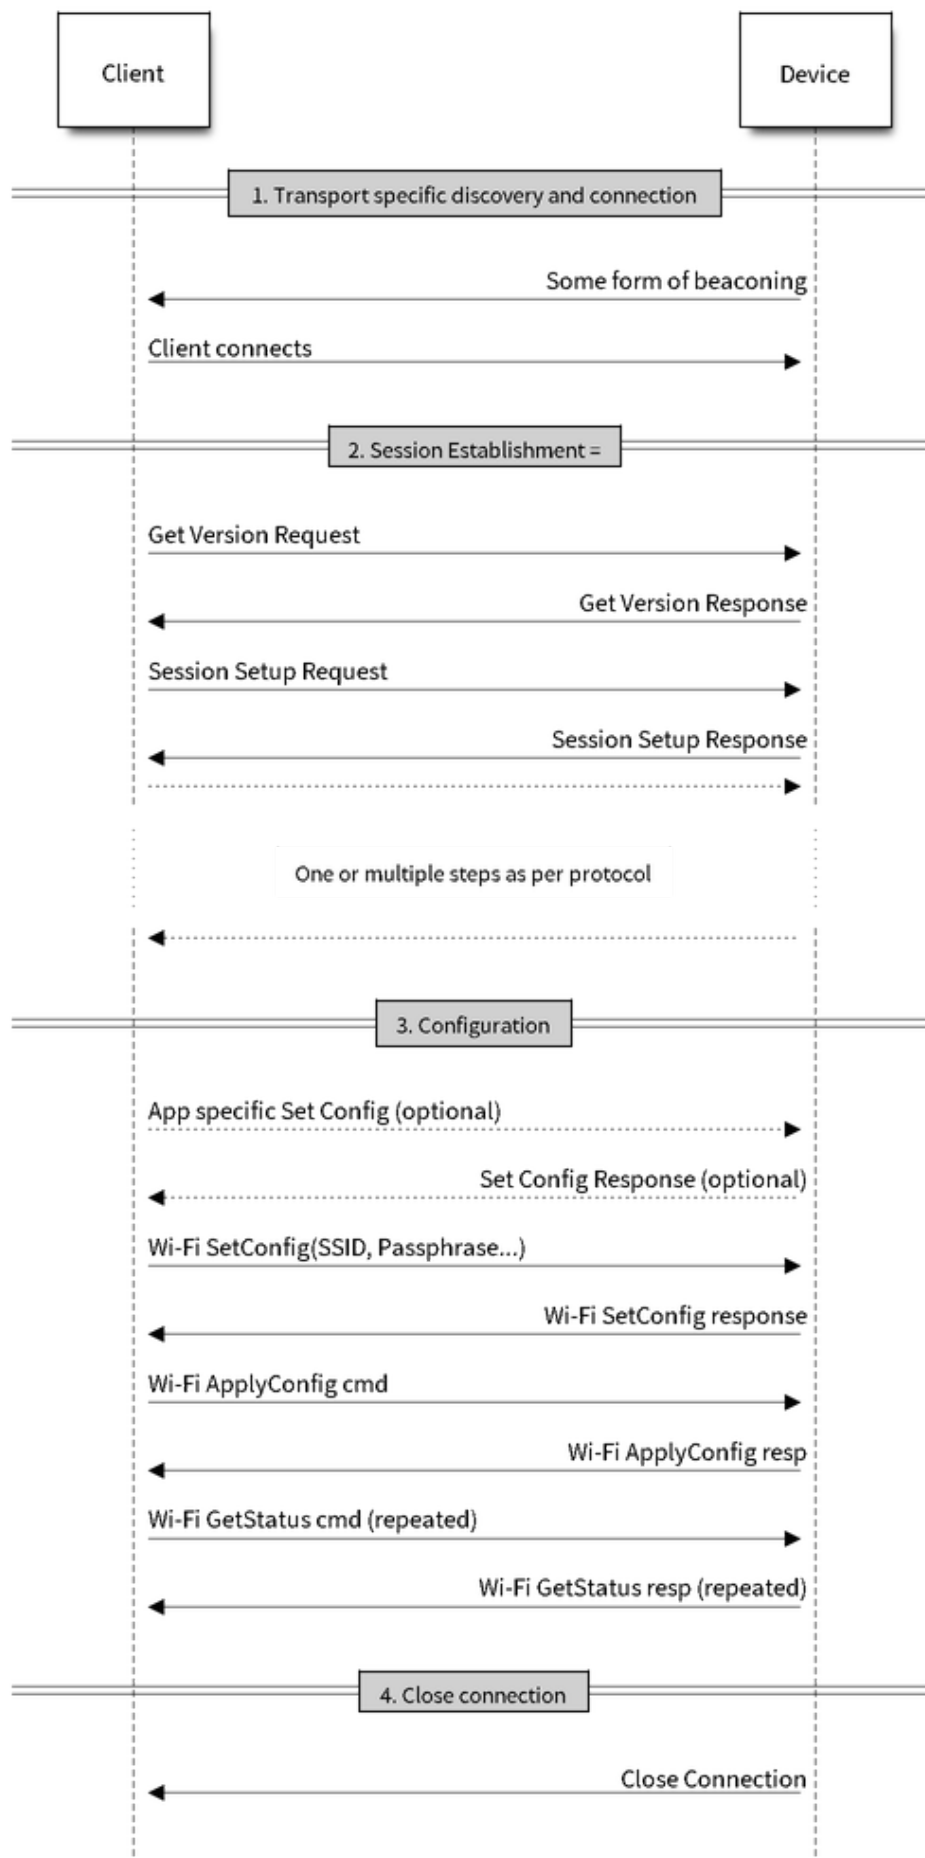 Client
Device
1. Transport specific discovery and connection
Some form of beaconing
Client connects
2. Session Establishment =
Get Version Request
Get Version Response
Session Setup Request
Session Setup Response
One or multiple steps as per protocol
3. Configuration
App specific Set Config (optional)
Set Config Response (optional)
Wi-Fi SetConfig(SSID, Passphrase...)
Wi-Fi SetConfig response
Wi-Fi ApplyConfig cmd
Wi-Fi ApplyConfig resp
Wi-Fi GetStatus cmd (repeated)
Wi-Fi GetStatus resp (repeated)
4. Close connection
Close Connection